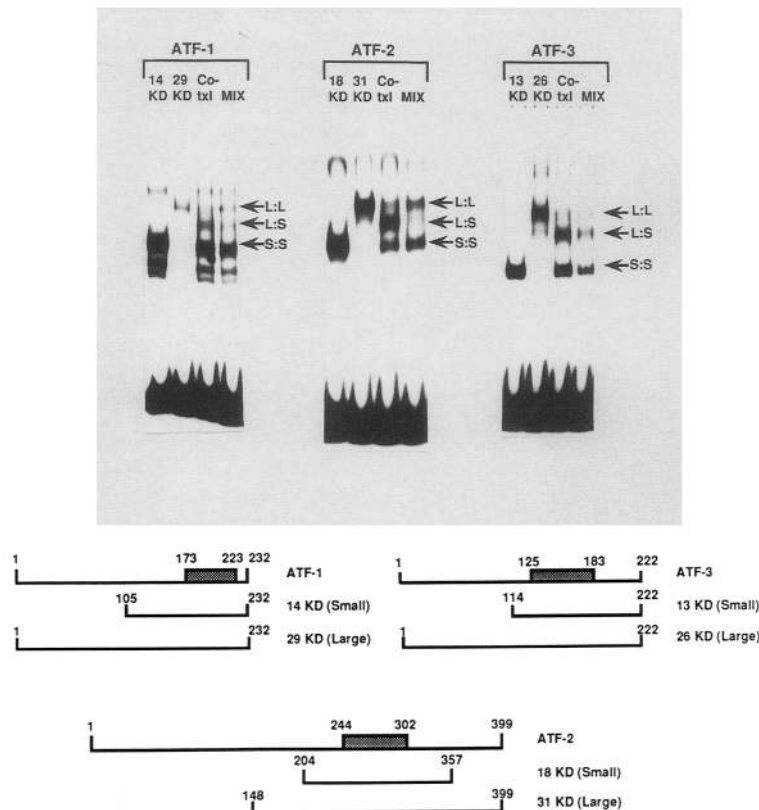 ATF-1 ATF-2 ATF-3
14 29 Co- 18 31 Co- 13 26 Co-
KD KD txl MIX KD KD txl MIX KD KD txl MIX
L:L L:L L:L
L:S L:S L:S
S:S S:S S:S
1 173 223 232 ATF-1
105 232 14 KD (Small)
1 232 29 KD (Large)
1 125 183 222 ATF-3
114 222 13 KD (Small)
1 222 26 KD (Large)
1 244 302 399 ATF-2
204 357 18 KD (Small)
148 399 31 KD (Large)